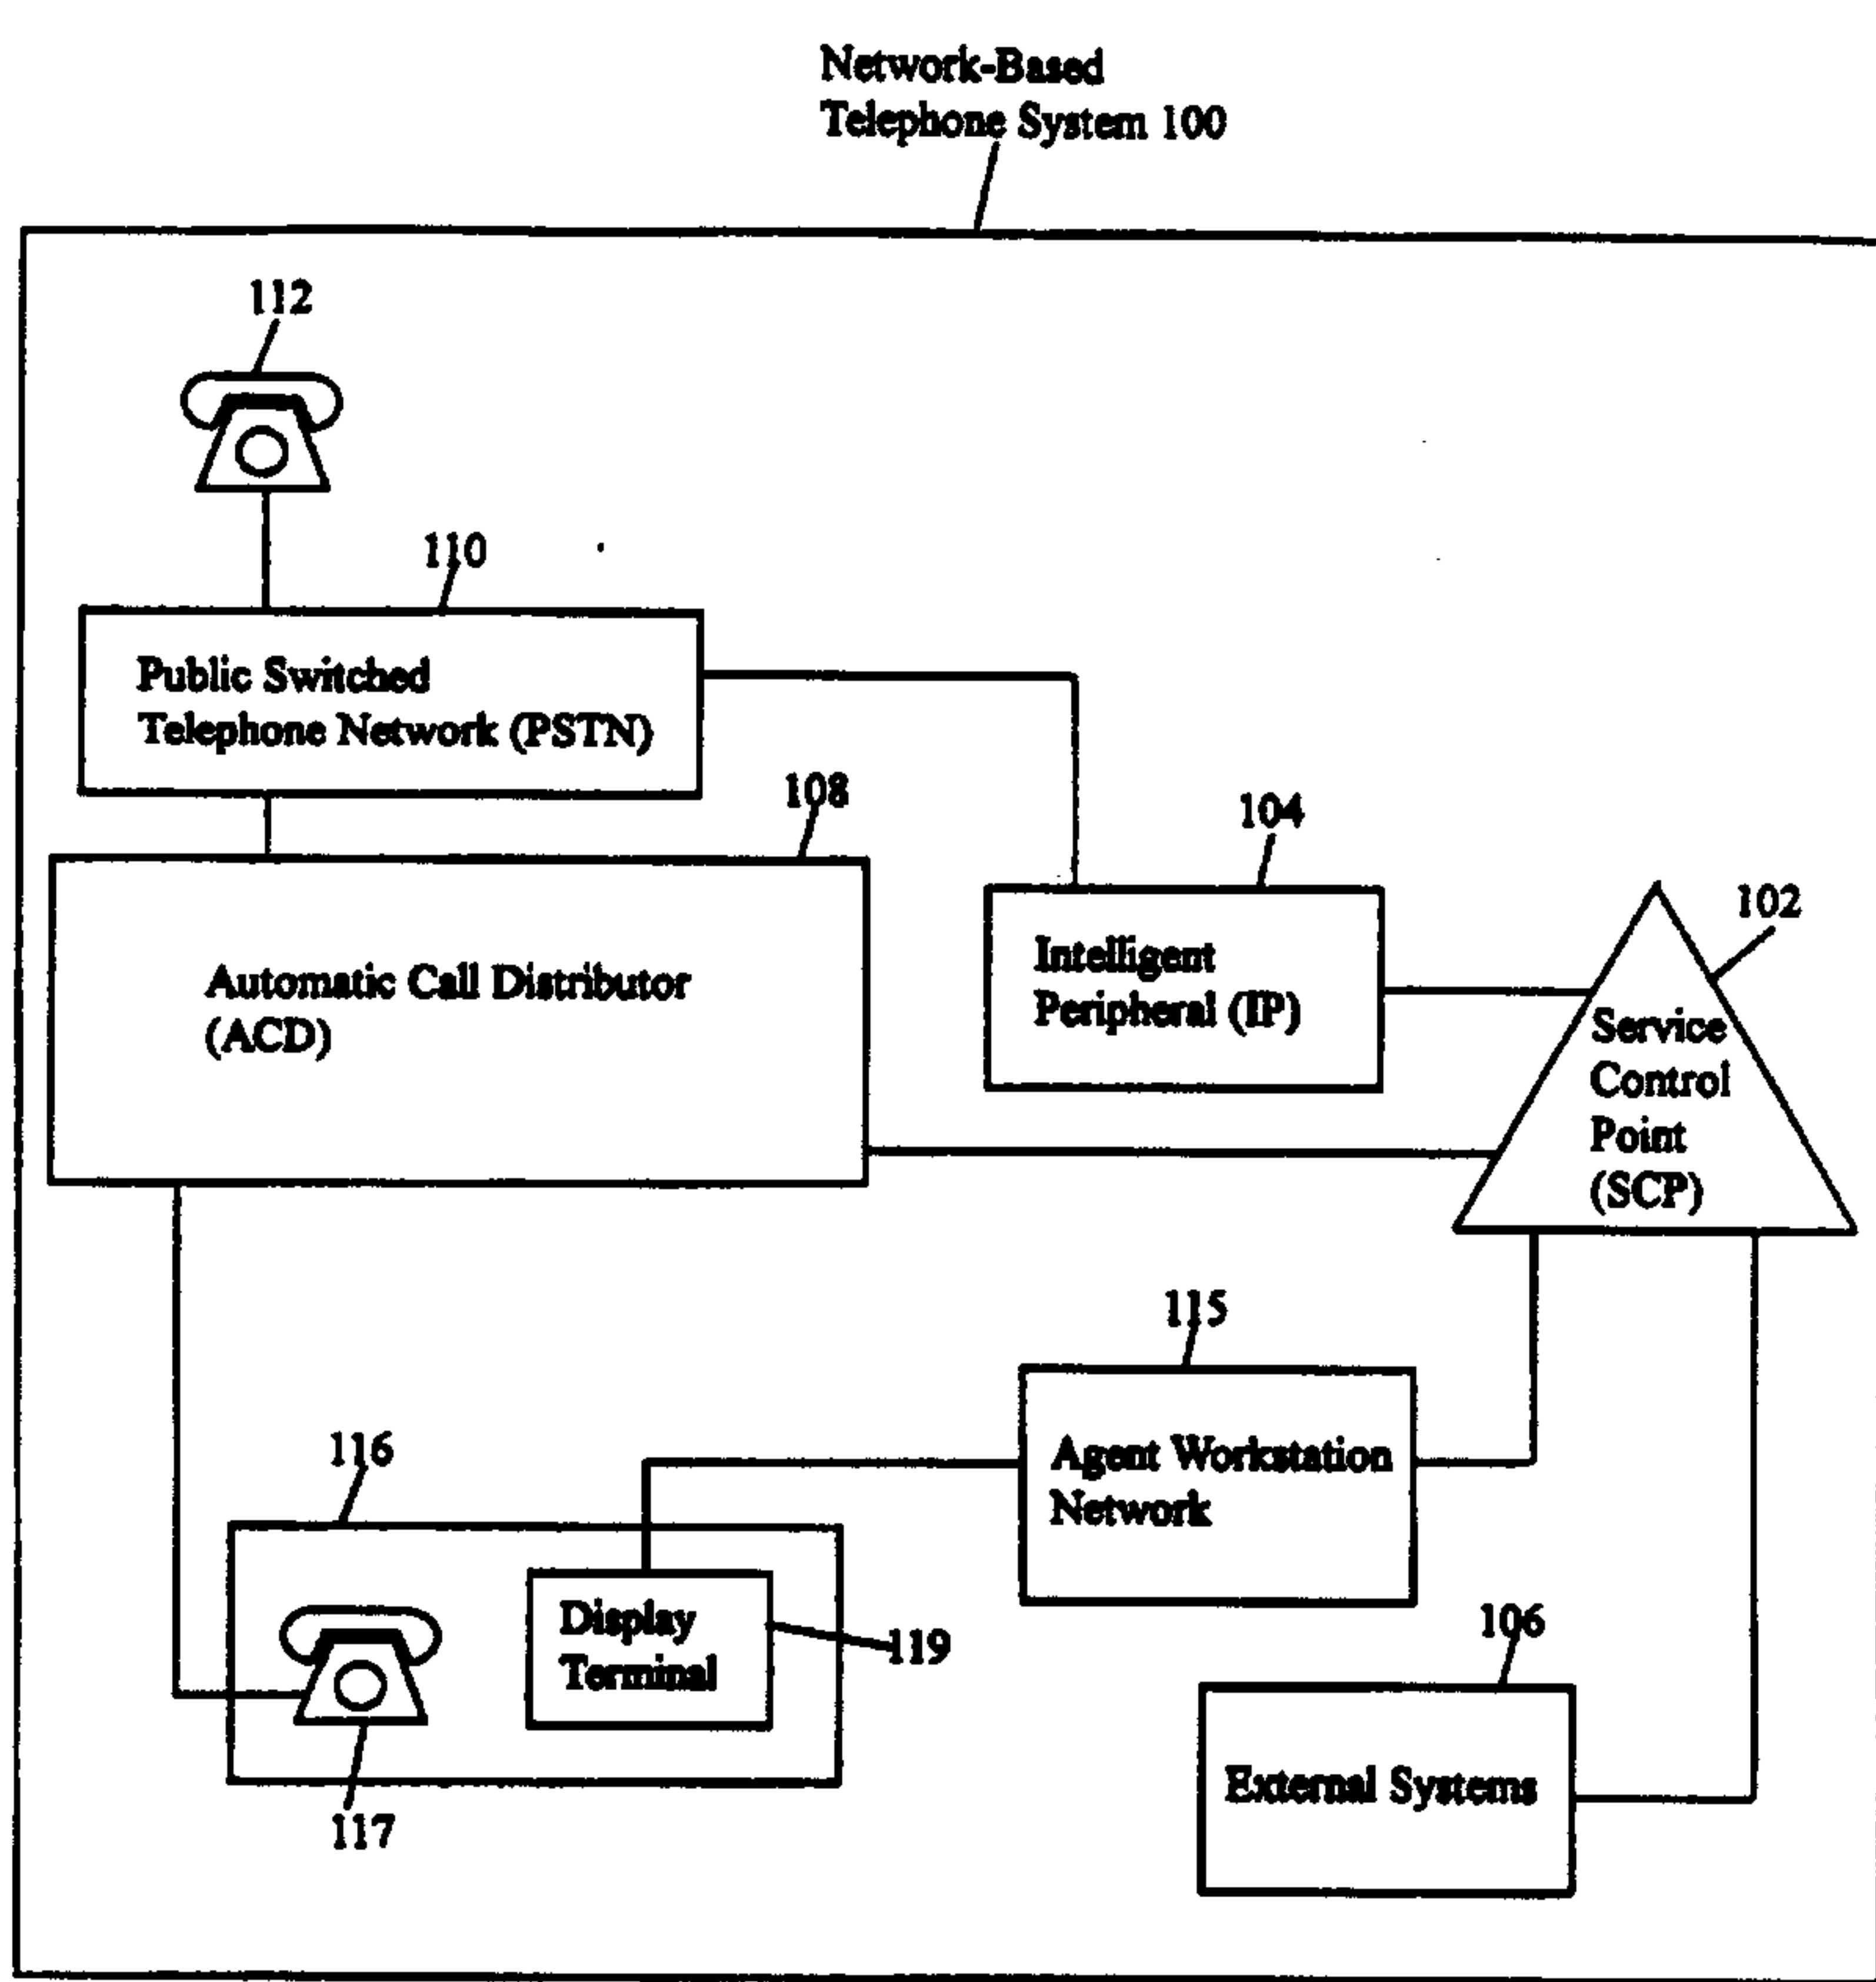 Network-Based
Telephone System 100
112
110
Public Switched
Telephone Network (PSTN)
108
104
102
Automatic Call Distributor
(ACD)
Intelligent
Peripheral (IP)
Service
Control
Point
(SCP)
115
116
Agent Workstation
Network
Display
Terminal
119
106
117
External Systems